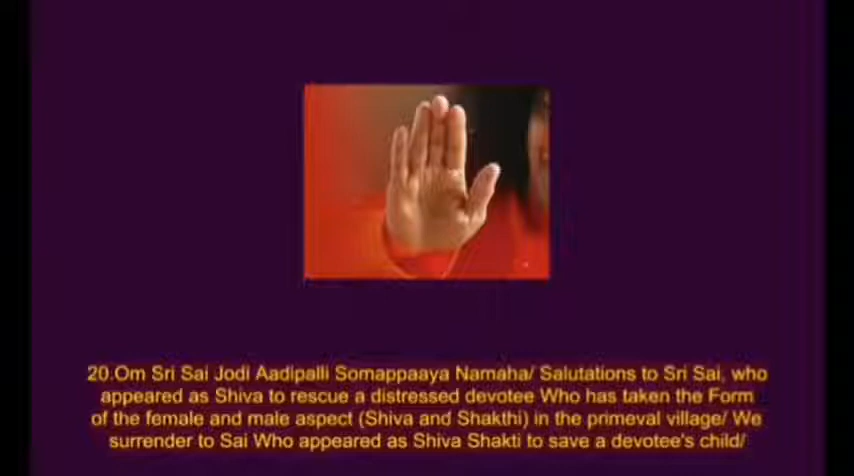 20.Om Sri Sai Jodi Aadipalli Somappaaya Namaha/ Salutations to Sri Sai, who
appeared as Shiva to rescue a distressed devotee Who has taken the Form
of the female and male aspect (Shiva and Shakthi) in the primeval village/ We
surrender to Sai Who appeared as Shiva Shakti to save a devotee's child/